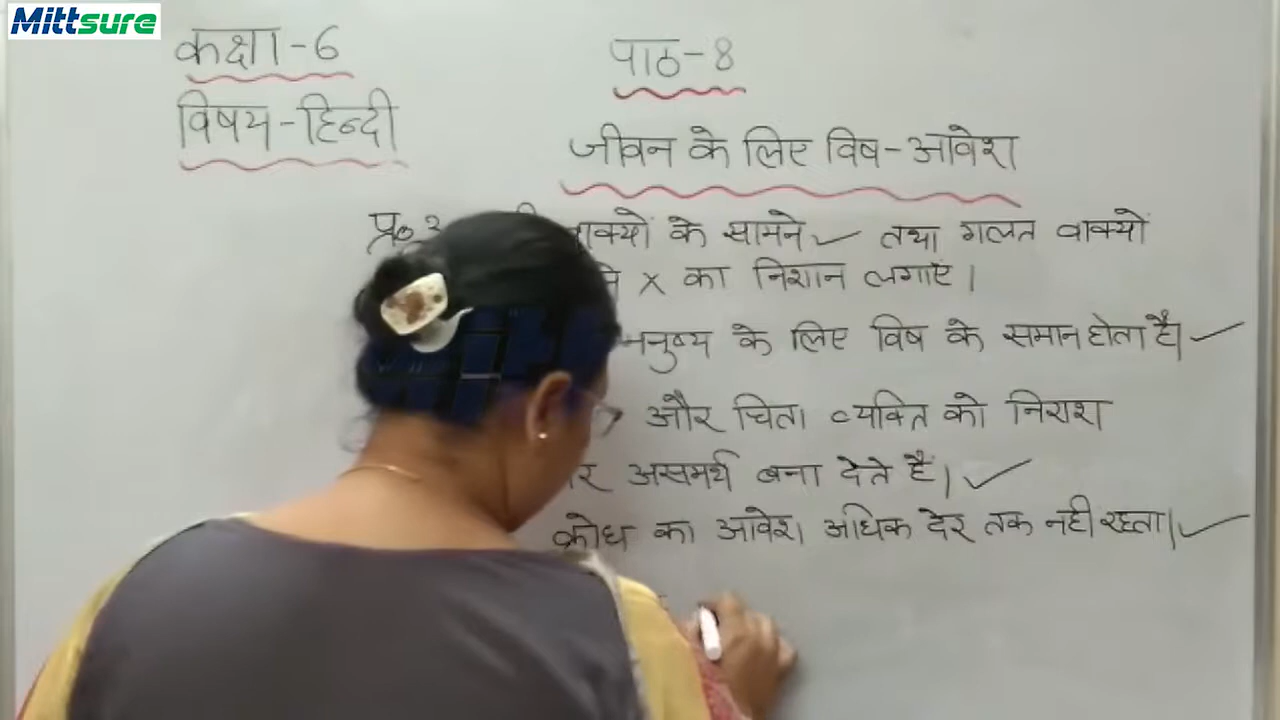 Mittsure
कक्षा-6
पाठ-8
विषय-हिन्दी
जीवन के लिए विष-आवेश
प्र० वाक्यों के सामने ✓ तथा गलत वाक्यों
X का निशान लगाएं।
मनुष्य के लिए विष के समान होता है। ✓
और चिंता व्यक्ति को निराश
असमर्थ बना देते हैं। ✓
क्रोध का आवेश अधिक देर तक नही रहता। ✓